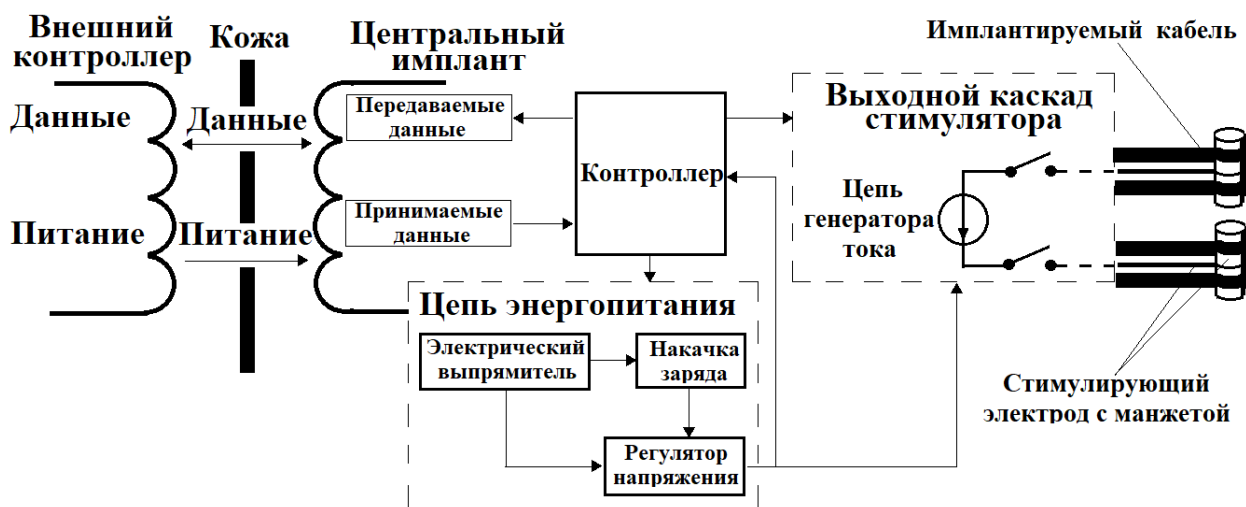 Внешний
контроллер
Кожа
Центральный
имплант
Данные
Данные
Питание
Питание
Передаваемые
данные
Принимаемые
данные
Контроллер
Выходной каскад
стимулятора
Цепь
генератора
тока
Имплантируемый кабель
Стимулирующий
электрод с манжетой
Цепь энергопитания
Электрический
выпрямитель
Накачка
заряда
Регулятор
напряжения